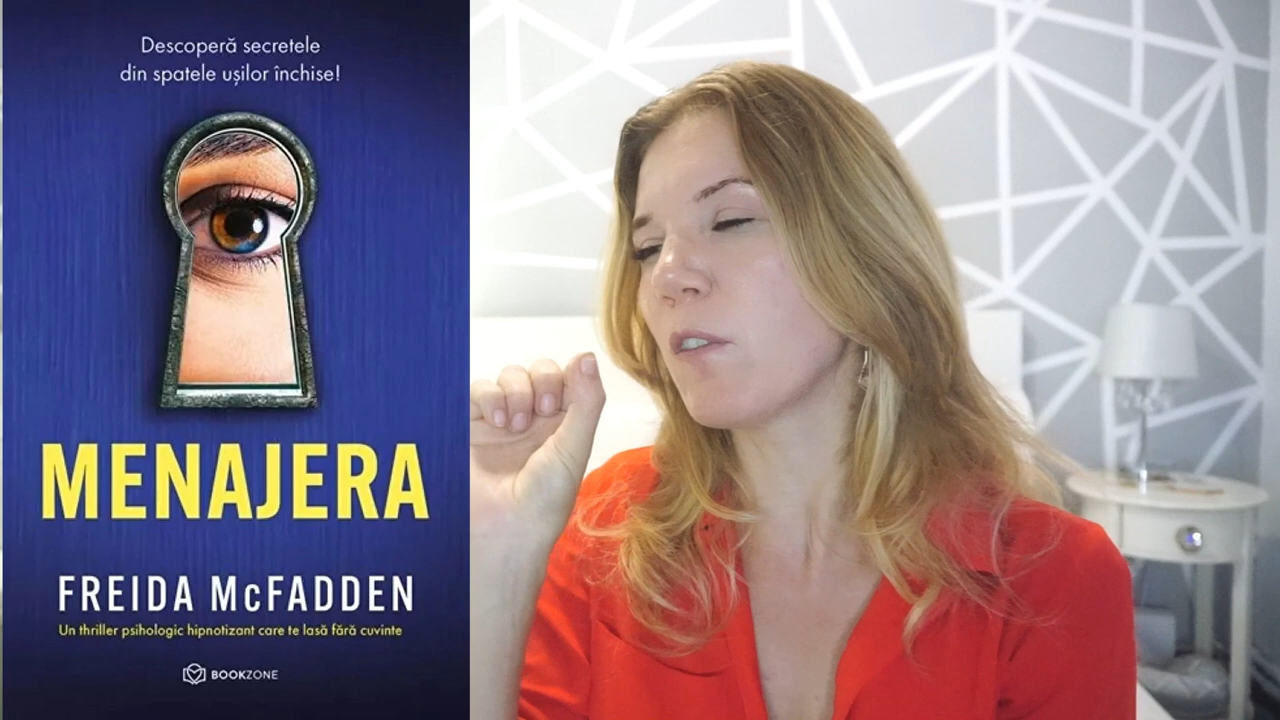 Descoperă secretele
din spatele ușilor închise!
MENAJERA
FREIDA McFADDEN
Un thriller psihologic hipnotizant care te lasă fără cuvinte
BOOKZONE